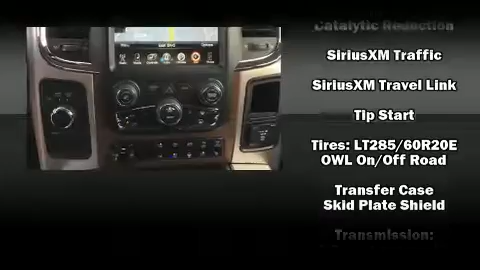 Catalytic Reduction
SiriusXM Traffic
SiriusXM Travel Link
Tip Start
Tires: LT285/60R20E
OWL On/Off Road
Transfer Case
Skid Plate Shield
Transmission: